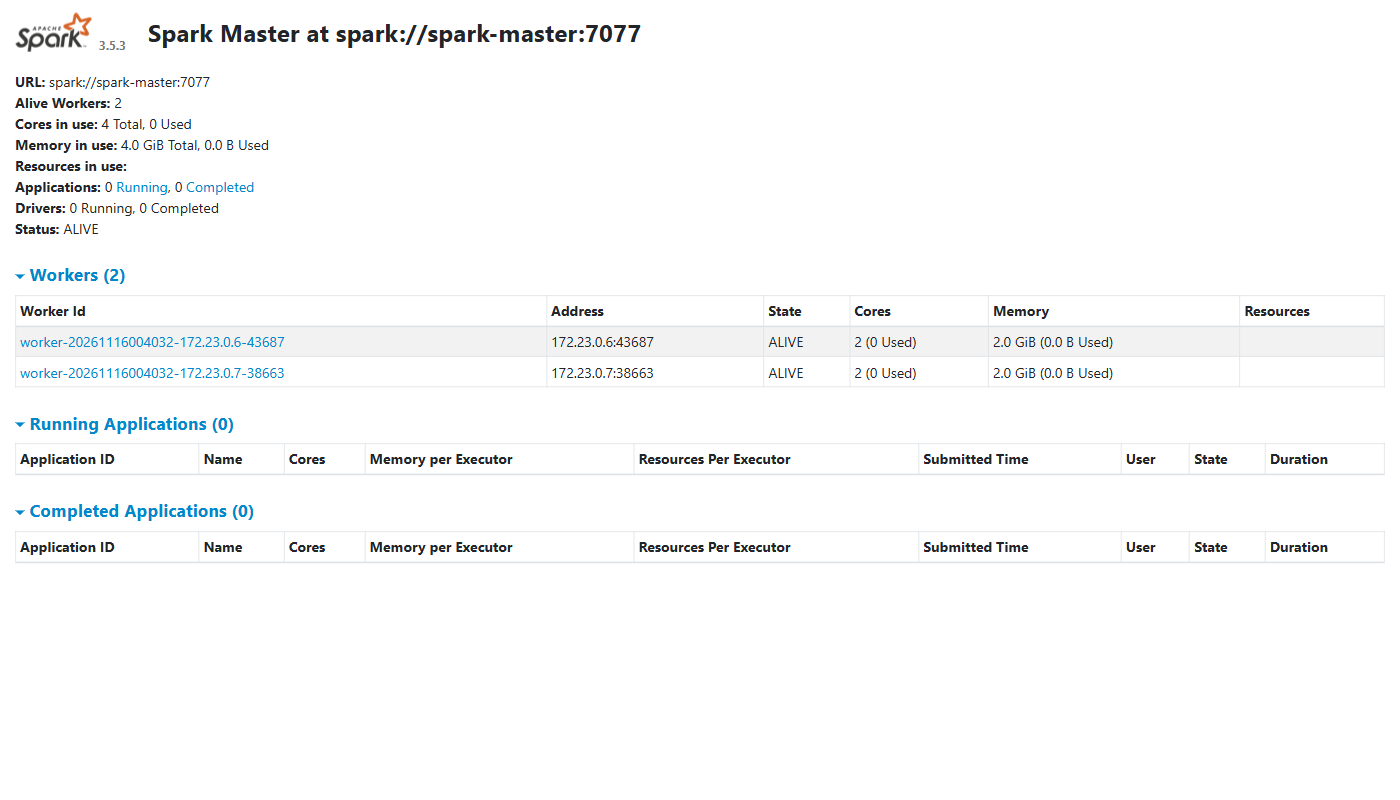 APACHE Spark 3.5.3 Spark Master at spark://spark-master:7077
URL: spark://spark-master:7077
Alive Workers: 2
Cores in use: 4 Total, 0 Used
Memory in use: 4.0 GiB Total, 0.0 B Used
Resources in use:
Applications: 0 Running, 0 Completed
Drivers: 0 Running, 0 Completed
Status: ALIVE
Workers (2)
Worker Id Address State Cores Memory Resources
worker-20261116004032-172.23.0.6-43687 172.23.0.6:43687 ALIVE 2 (0 Used) 2.0 GiB (0.0 B Used)
worker-20261116004032-172.23.0.7-38663 172.23.0.7:38663 ALIVE 2 (0 Used) 2.0 GiB (0.0 B Used)
Running Applications (0)
Application ID Name Cores Memory per Executor Resources Per Executor Submitted Time User State Duration
Completed Applications (0)
Application ID Name Cores Memory per Executor Resources Per Executor Submitted Time User State Duration